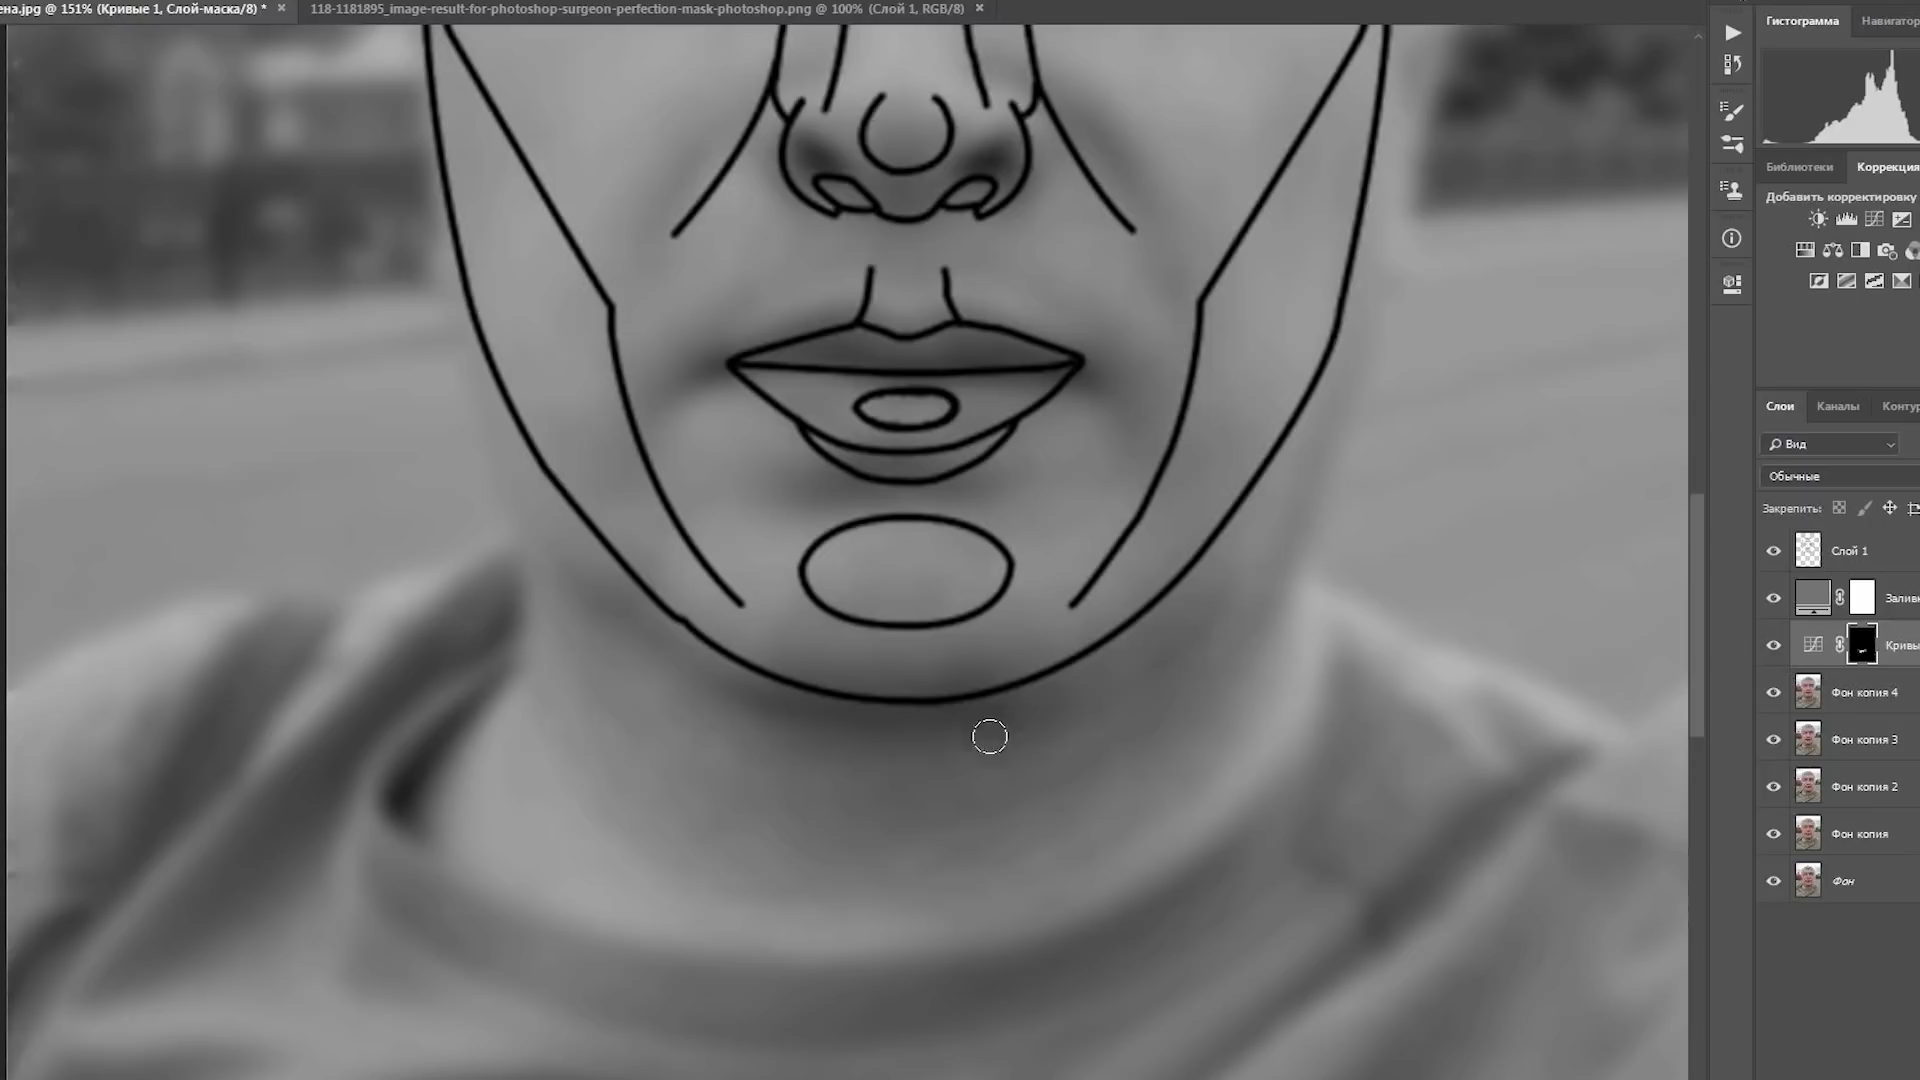 ена.jpg @ 151% (Кривые 1, Слой-маска/8) *
118-1181895_image-result-for-photoshop-surgeon-perfection-mask-photoshop.png @ 100% (Слой 1, RGB/8)
Гистограмма Навигатор
Библиотеки Коррекция
Добавить корректировку
Слои Каналы Контур
Вид
Обычные
Закрепить:
Слой 1
Заливк
Кривы
Фон копия 4
Фон копия 3
Фон копия 2
Фон копия
Фон